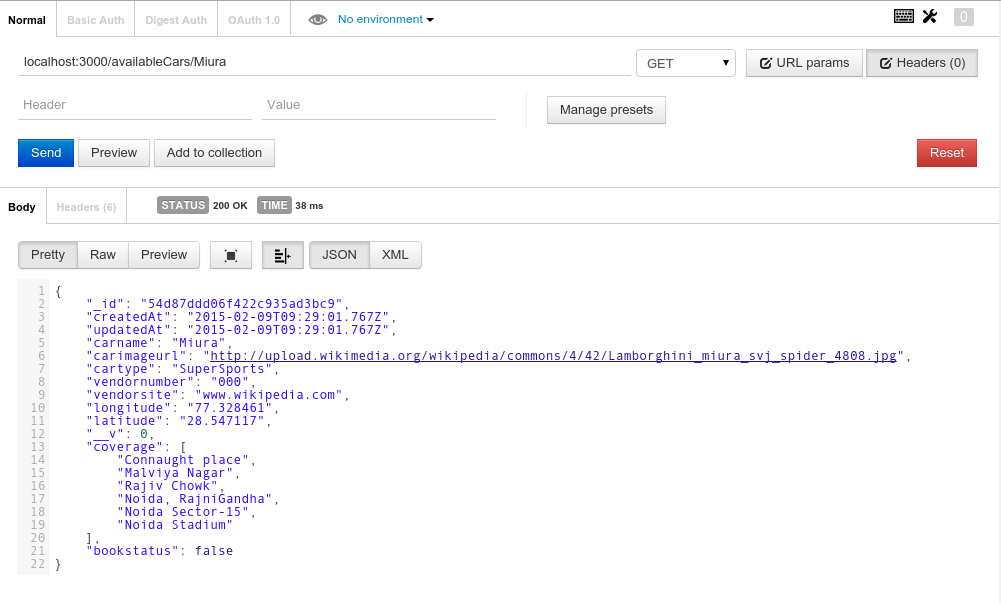 Normal Basic Auth Digest Auth OAuth 1.0 No environment 0
localhost:3000/availableCars/Miura GET URL params Headers (0)
Header Value Manage presets
Send Preview Add to collection Reset
Body Headers (6) STATUS 200 OK TIME 38 ms
Pretty Raw Preview JSON XML
1 {
2 "_id": "54d87ddd06f422c935ad3bc9",
3 "createdAt": "2015-02-09T09:29:01.767Z",
4 "updatedAt": "2015-02-09T09:29:01.767Z",
5 "carname": "Miura",
6 "carimageurl": "http://upload.wikimedia.org/wikipedia/commons/4/42/Lamborghini_miura_svj_spider_4808.jpg",
7 "cartype": "SuperSports",
8 "vendornumber": "000",
9 "vendorsite": "www.wikipedia.com",
10 "longitude": "77.328461",
11 "latitude": "28.547117",
12 "__v": 0,
13 "coverage": [
14 "Connaught place",
15 "Malviya Nagar",
16 "Rajiv Chowk",
17 "Noida, RajniGandha",
18 "Noida Sector-15",
19 "Noida Stadium"
20 ],
21 "bookstatus": false
22 }